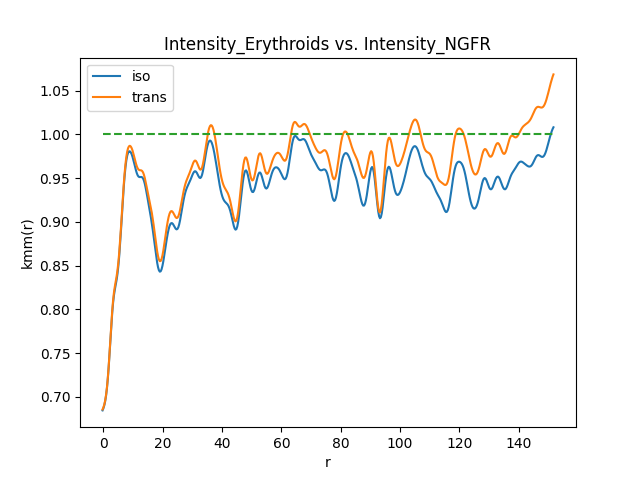 Intensity_Erythroids vs. Intensity_NGFR
iso
trans
1.05
1.00
0.95
0.90
0.85
0.80
0.75
0.70
kmm(r)
0 20 40 60 80 100 120 140
r